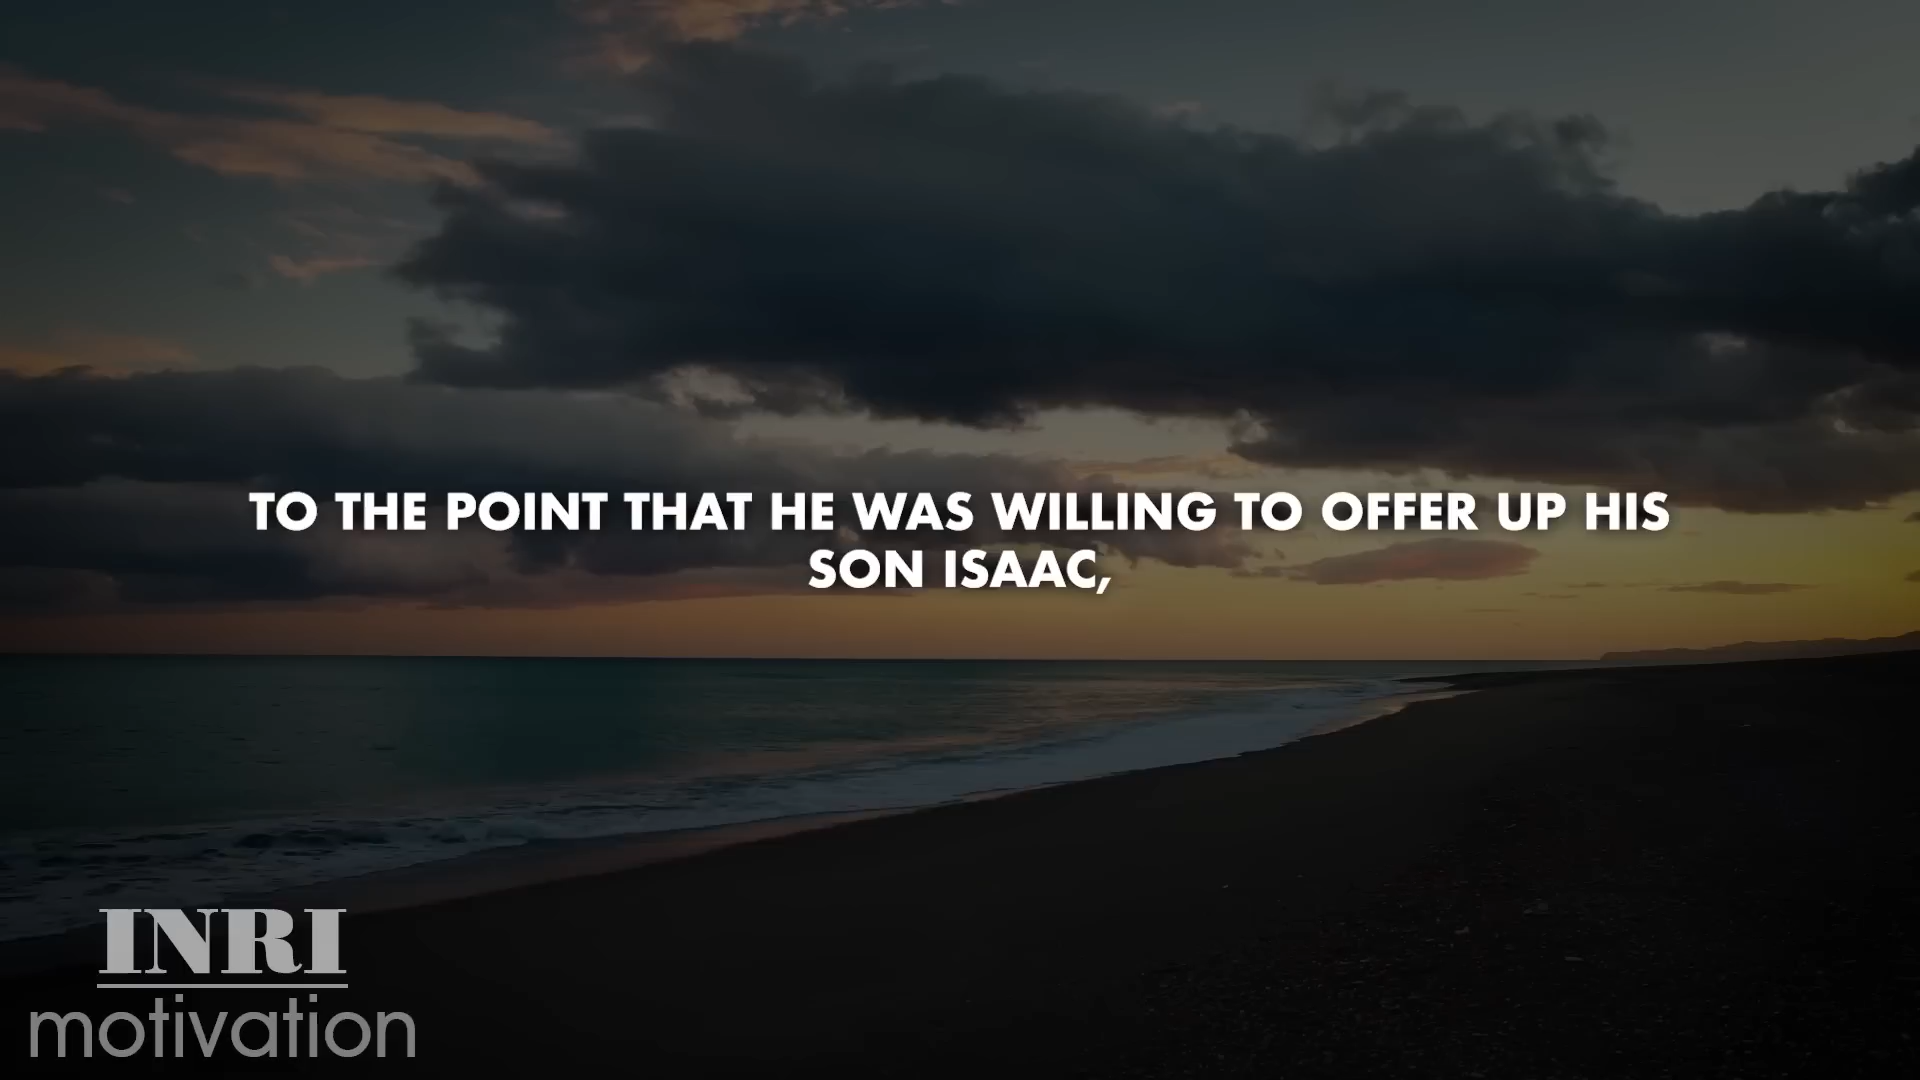 TO THE POINT THAT HE WAS WILLING TO OFFER UP HIS
SON ISAAC,
INRI
motivation